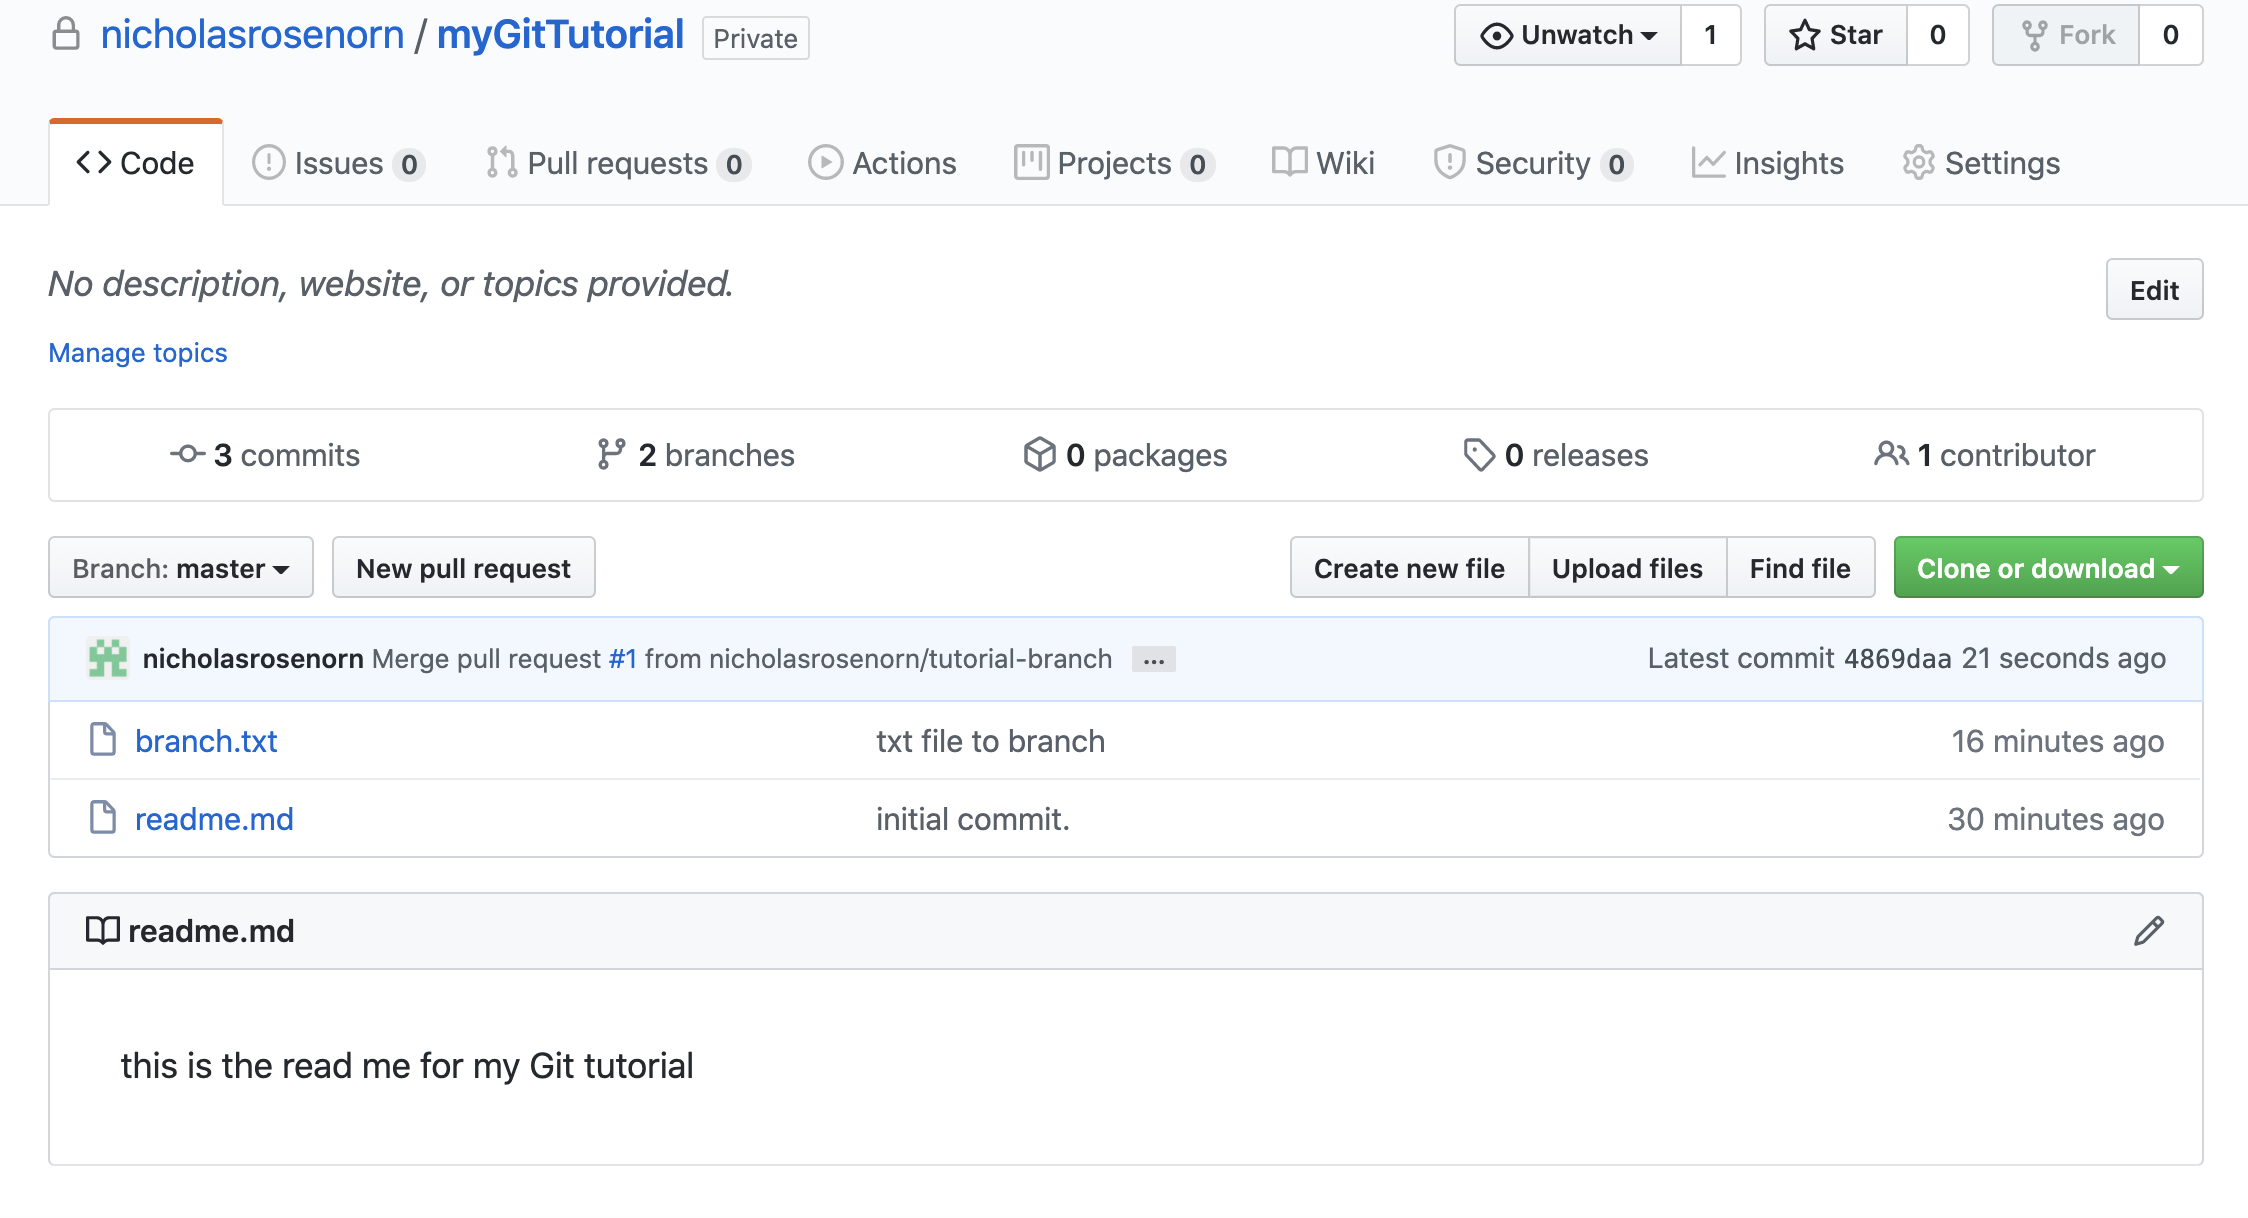 nicholasrosenorn / myGitTutorial Private Unwatch 1 Star 0 Fork 0
Code Issues 0 Pull requests 0 Actions Projects 0 Wiki Security 0 Insights Settings
No description, website, or topics provided. Edit
Manage topics
3 commits 2 branches 0 packages 0 releases 1 contributor
Branch: master New pull request Create new file Upload files Find file Clone or download
nicholasrosenorn Merge pull request #1 from nicholasrosenorn/tutorial-branch ... Latest commit 4869daa 21 seconds ago
branch.txt txt file to branch 16 minutes ago
readme.md initial commit. 30 minutes ago
readme.md
this is the read me for my Git tutorial